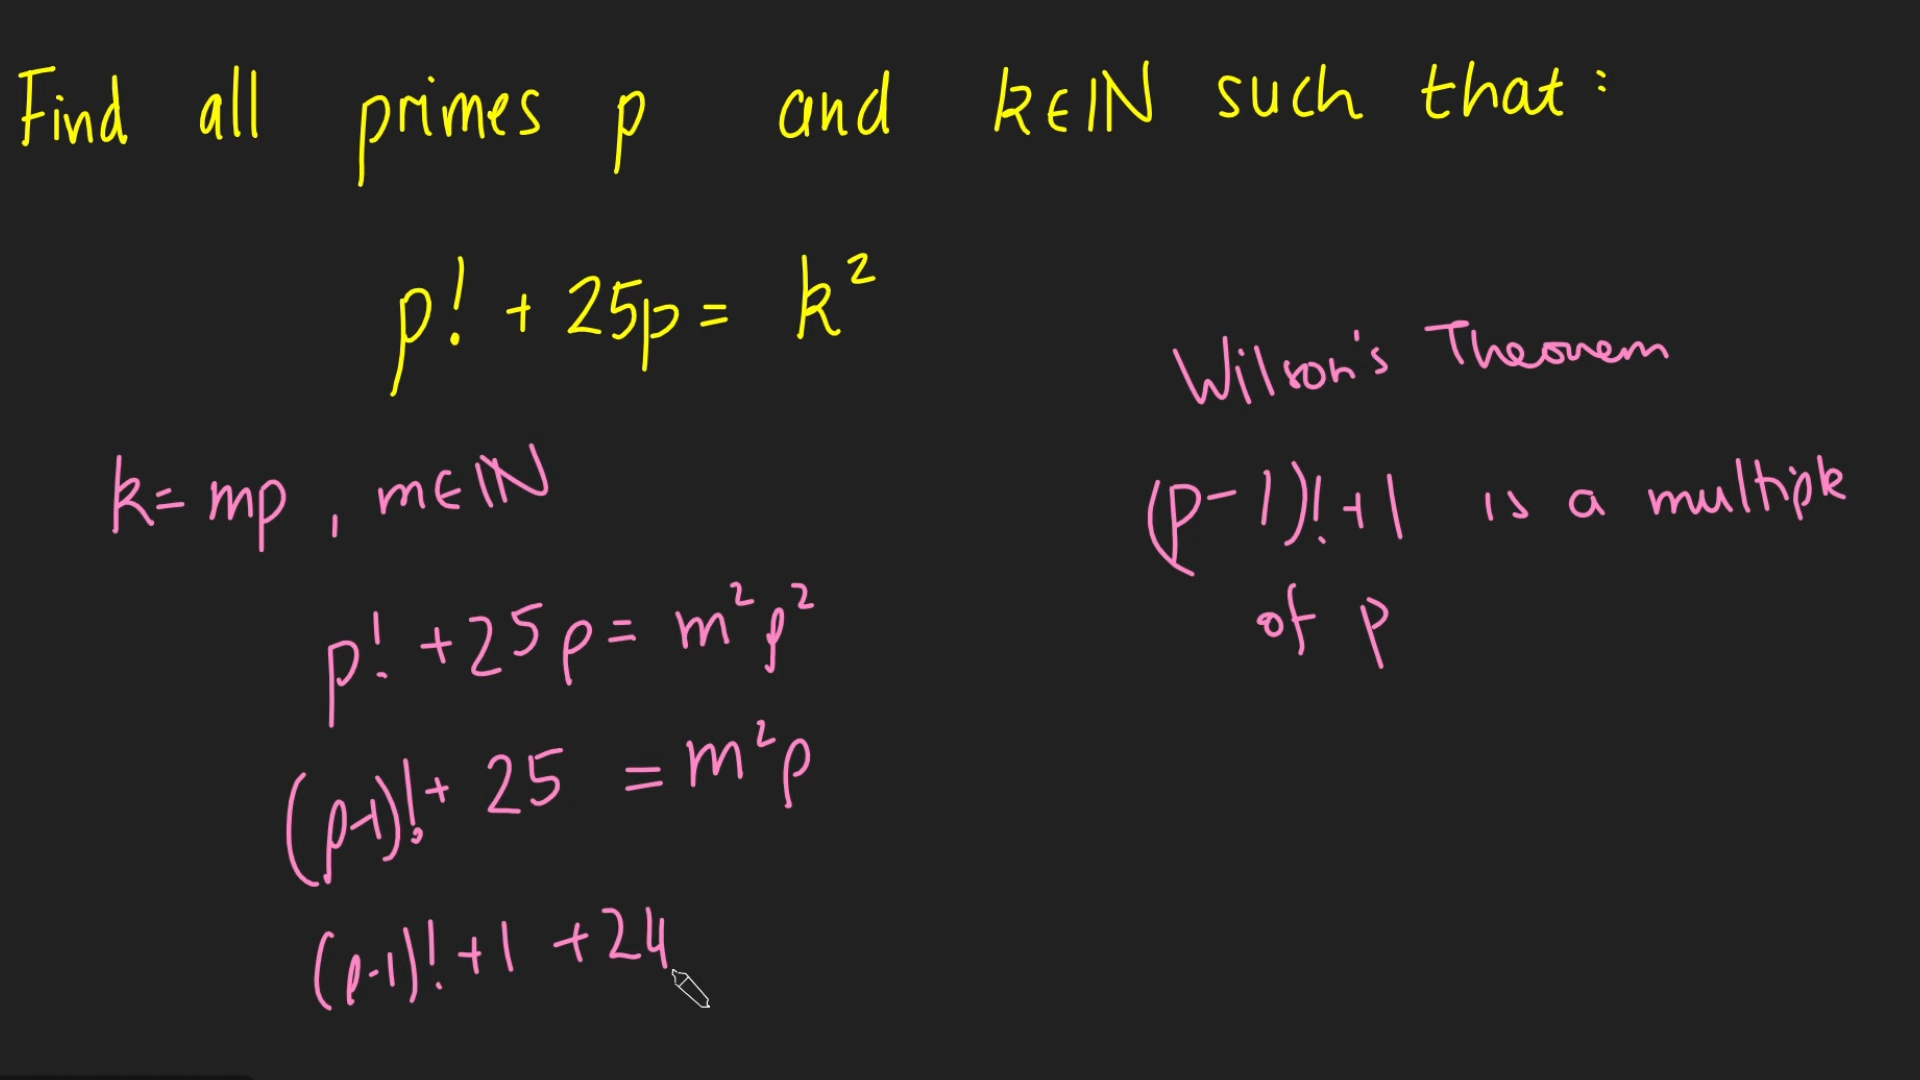 Find all primes p and k∈ℕ such that:
p! + 25p = k²
Wilson's Theorem
k = mp, m∈ℕ
(p-1)!+1 is a multiple
of p
p! + 25p = m²p²
(p-1)! + 25 = m²p
(p-1)! +1 +24